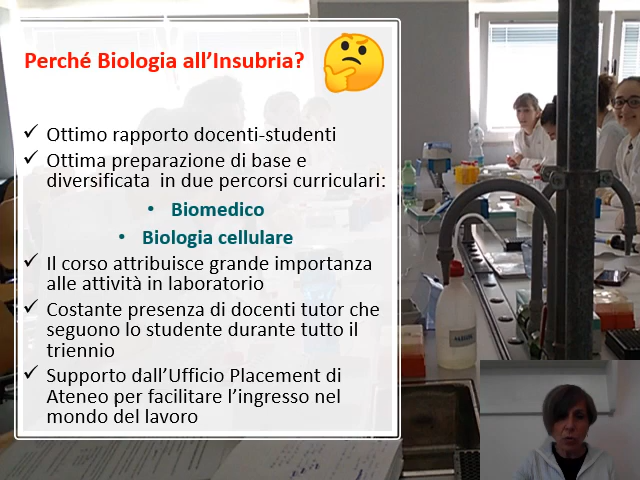 Perché Biologia all'Insubria?
✓ Ottimo rapporto docenti-studenti
✓ Ottima preparazione di base e
diversificata in due percorsi curriculari:
• Biomedico
• Biologia cellulare
✓ Il corso attribuisce grande importanza
alle attività in laboratorio
✓ Costante presenza di docenti tutor che
seguono lo studente durante tutto il
triennio
✓ Supporto dall'Ufficio Placement di
Ateneo per facilitare l'ingresso nel
mondo del lavoro